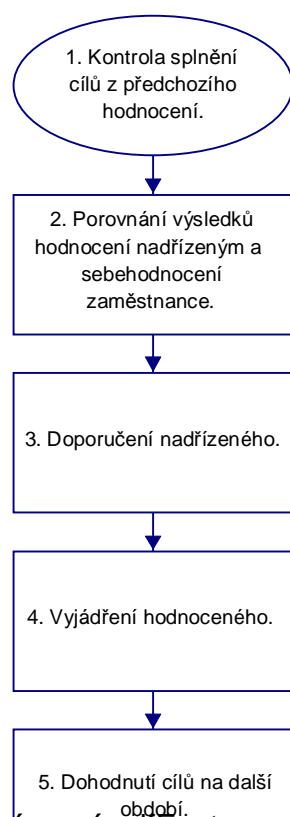 1. Kontrola splnění
cílů z předchozího
hodnocení.
2. Porovnání výsledků
hodnocení nadřízeným a
sebehodnocení
zaměstnance.
3. Doporučení nadřízeného.
4. Vyjádření hodnoceného.
5. Dohodnutí cílů na další
období.